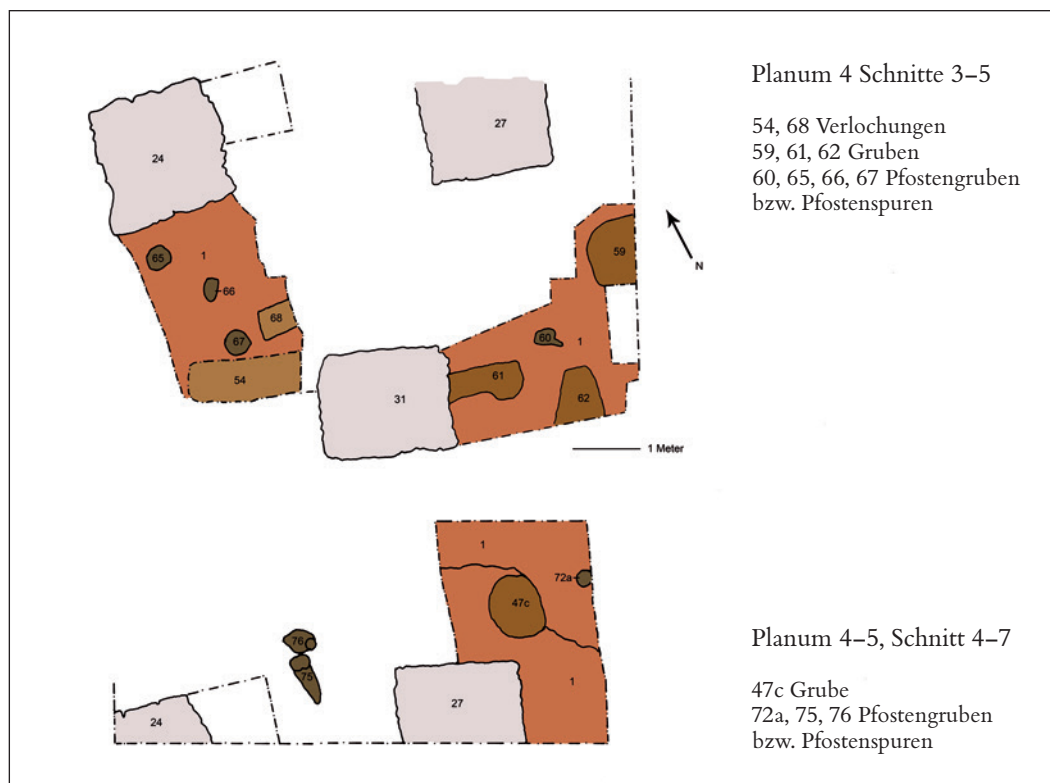 Planum 4 Schnitte 3–5
54, 68 Verlochungen
59, 61, 62 Gruben
60, 65, 66, 67 Pfostengruben
bzw. Pfostenspuren
24
27
65
1
66
68
67
54
59
N
60
1
61
31
62
1 Meter
1
72a
47c
76
75
24
27
1
Planum 4–5, Schnitt 4–7
47c Grube
72a, 75, 76 Pfostengruben
bzw. Pfostenspuren